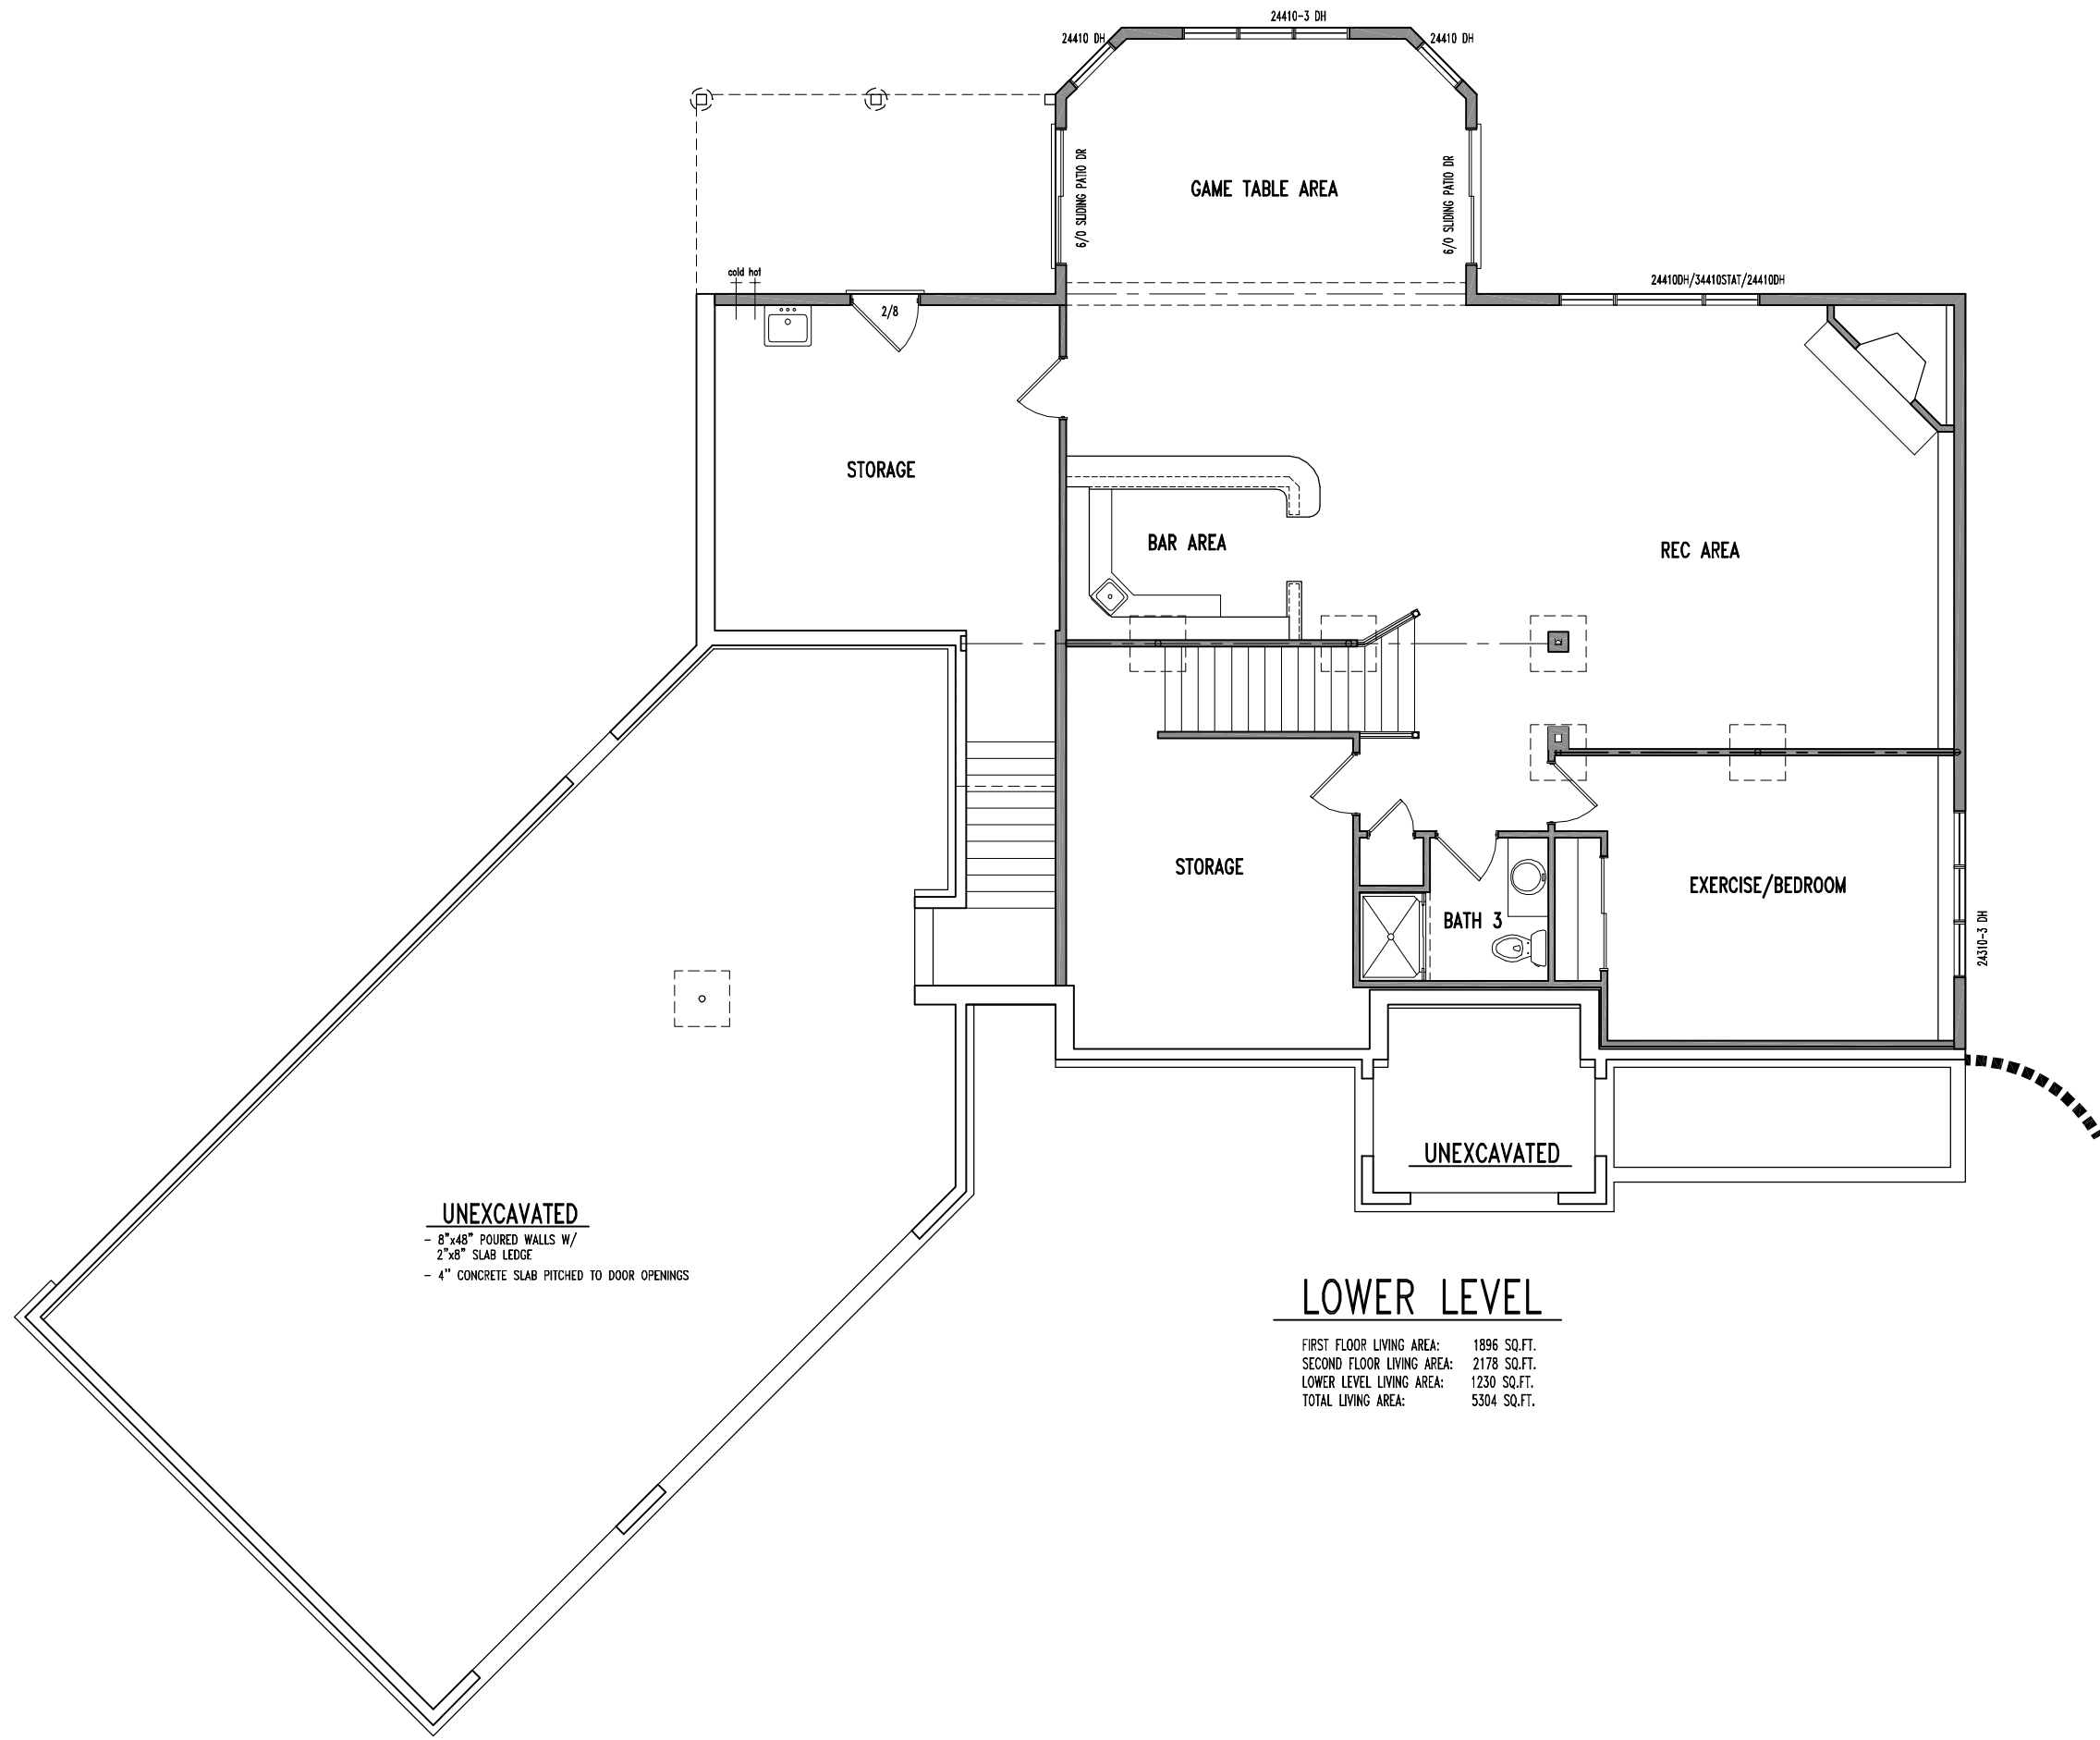 24410-3 DH
24410 DH
24410 DH
6/0 SLIDING PATIO DR
GAME TABLE AREA
6/0 SLIDING PATIO DR
cold hot
2/8
24410DH/34410STAT/24410DH
STORAGE
BAR AREA
REC AREA
STORAGE
BATH 3
EXERCISE/BEDROOM
24310-3 DH
UNEXCAVATED
UNEXCAVATED
- 8"x48" POURED WALLS W/
2"x8" SLAB LEDGE
- 4" CONCRETE SLAB PITCHED TO DOOR OPENINGS
LOWER LEVEL
FIRST FLOOR LIVING AREA: 1896 SQ.FT.
SECOND FLOOR LIVING AREA: 2178 SQ.FT.
LOWER LEVEL LIVING AREA: 1230 SQ.FT.
TOTAL LIVING AREA: 5304 SQ.FT.